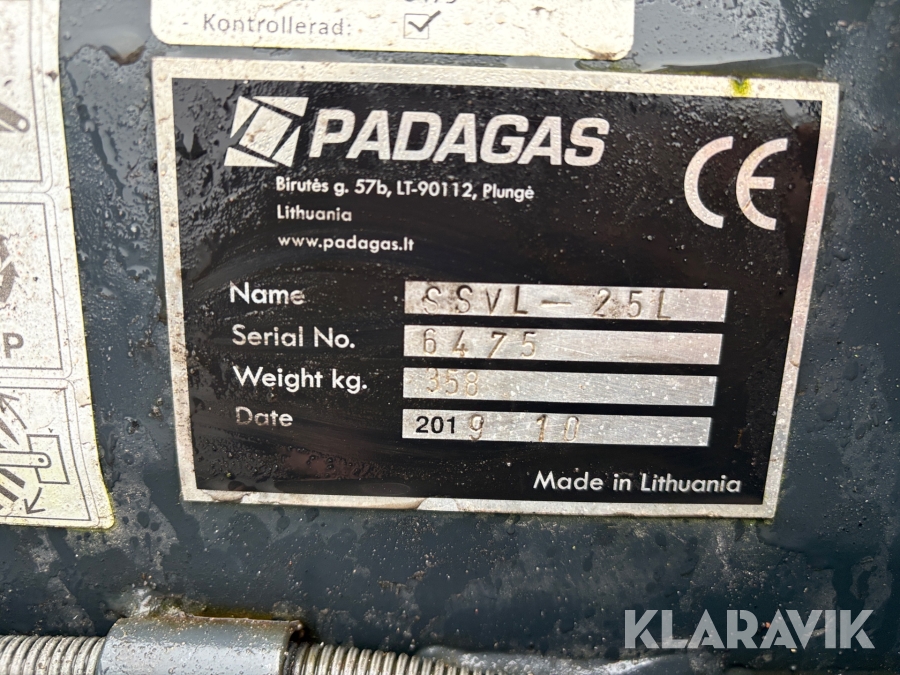 Kontrollerad:
PADAGAS
Birutės g. 57b, LT-90112, Plungė
Lithuania
www.padagas.lt
CE
Name SSVL-25L
Serial No. 6475
Weight kg. 358
Date 2019 10
Made in Lithuania
P
KLARAVIK